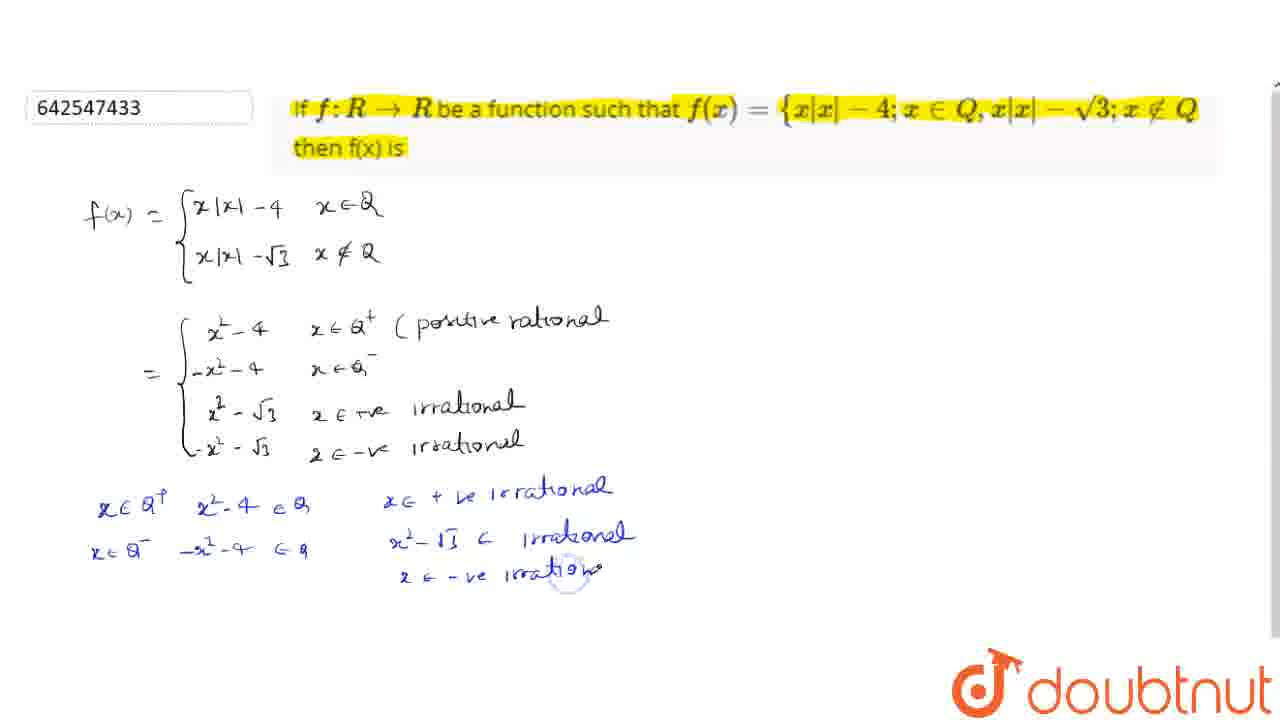 642547433
If f: R → R be a function such that f(x) = {x|x| − 4; x ∈ Q, x|x| − √3; x ∉ Q
then f(x) is
f(x) = { x|x| - 4 x ∈ Q
x|x| - √3 x ∉ Q
= { x² - 4 x ∈ Q⁺ ( positive rational
-x² - 4 x ∈ Q⁻
x² - √3 x ∈ +ve irrational
-x² - √3 x ∈ -ve irrational
x ∈ Q⁺ x² - 4 ∈ Q x ∈ + ve irrational
x ∈ Q⁻ -x² - 4 ∈ Q x² - √3 ∈ irrational
x ∈ - ve irration
doubtnut